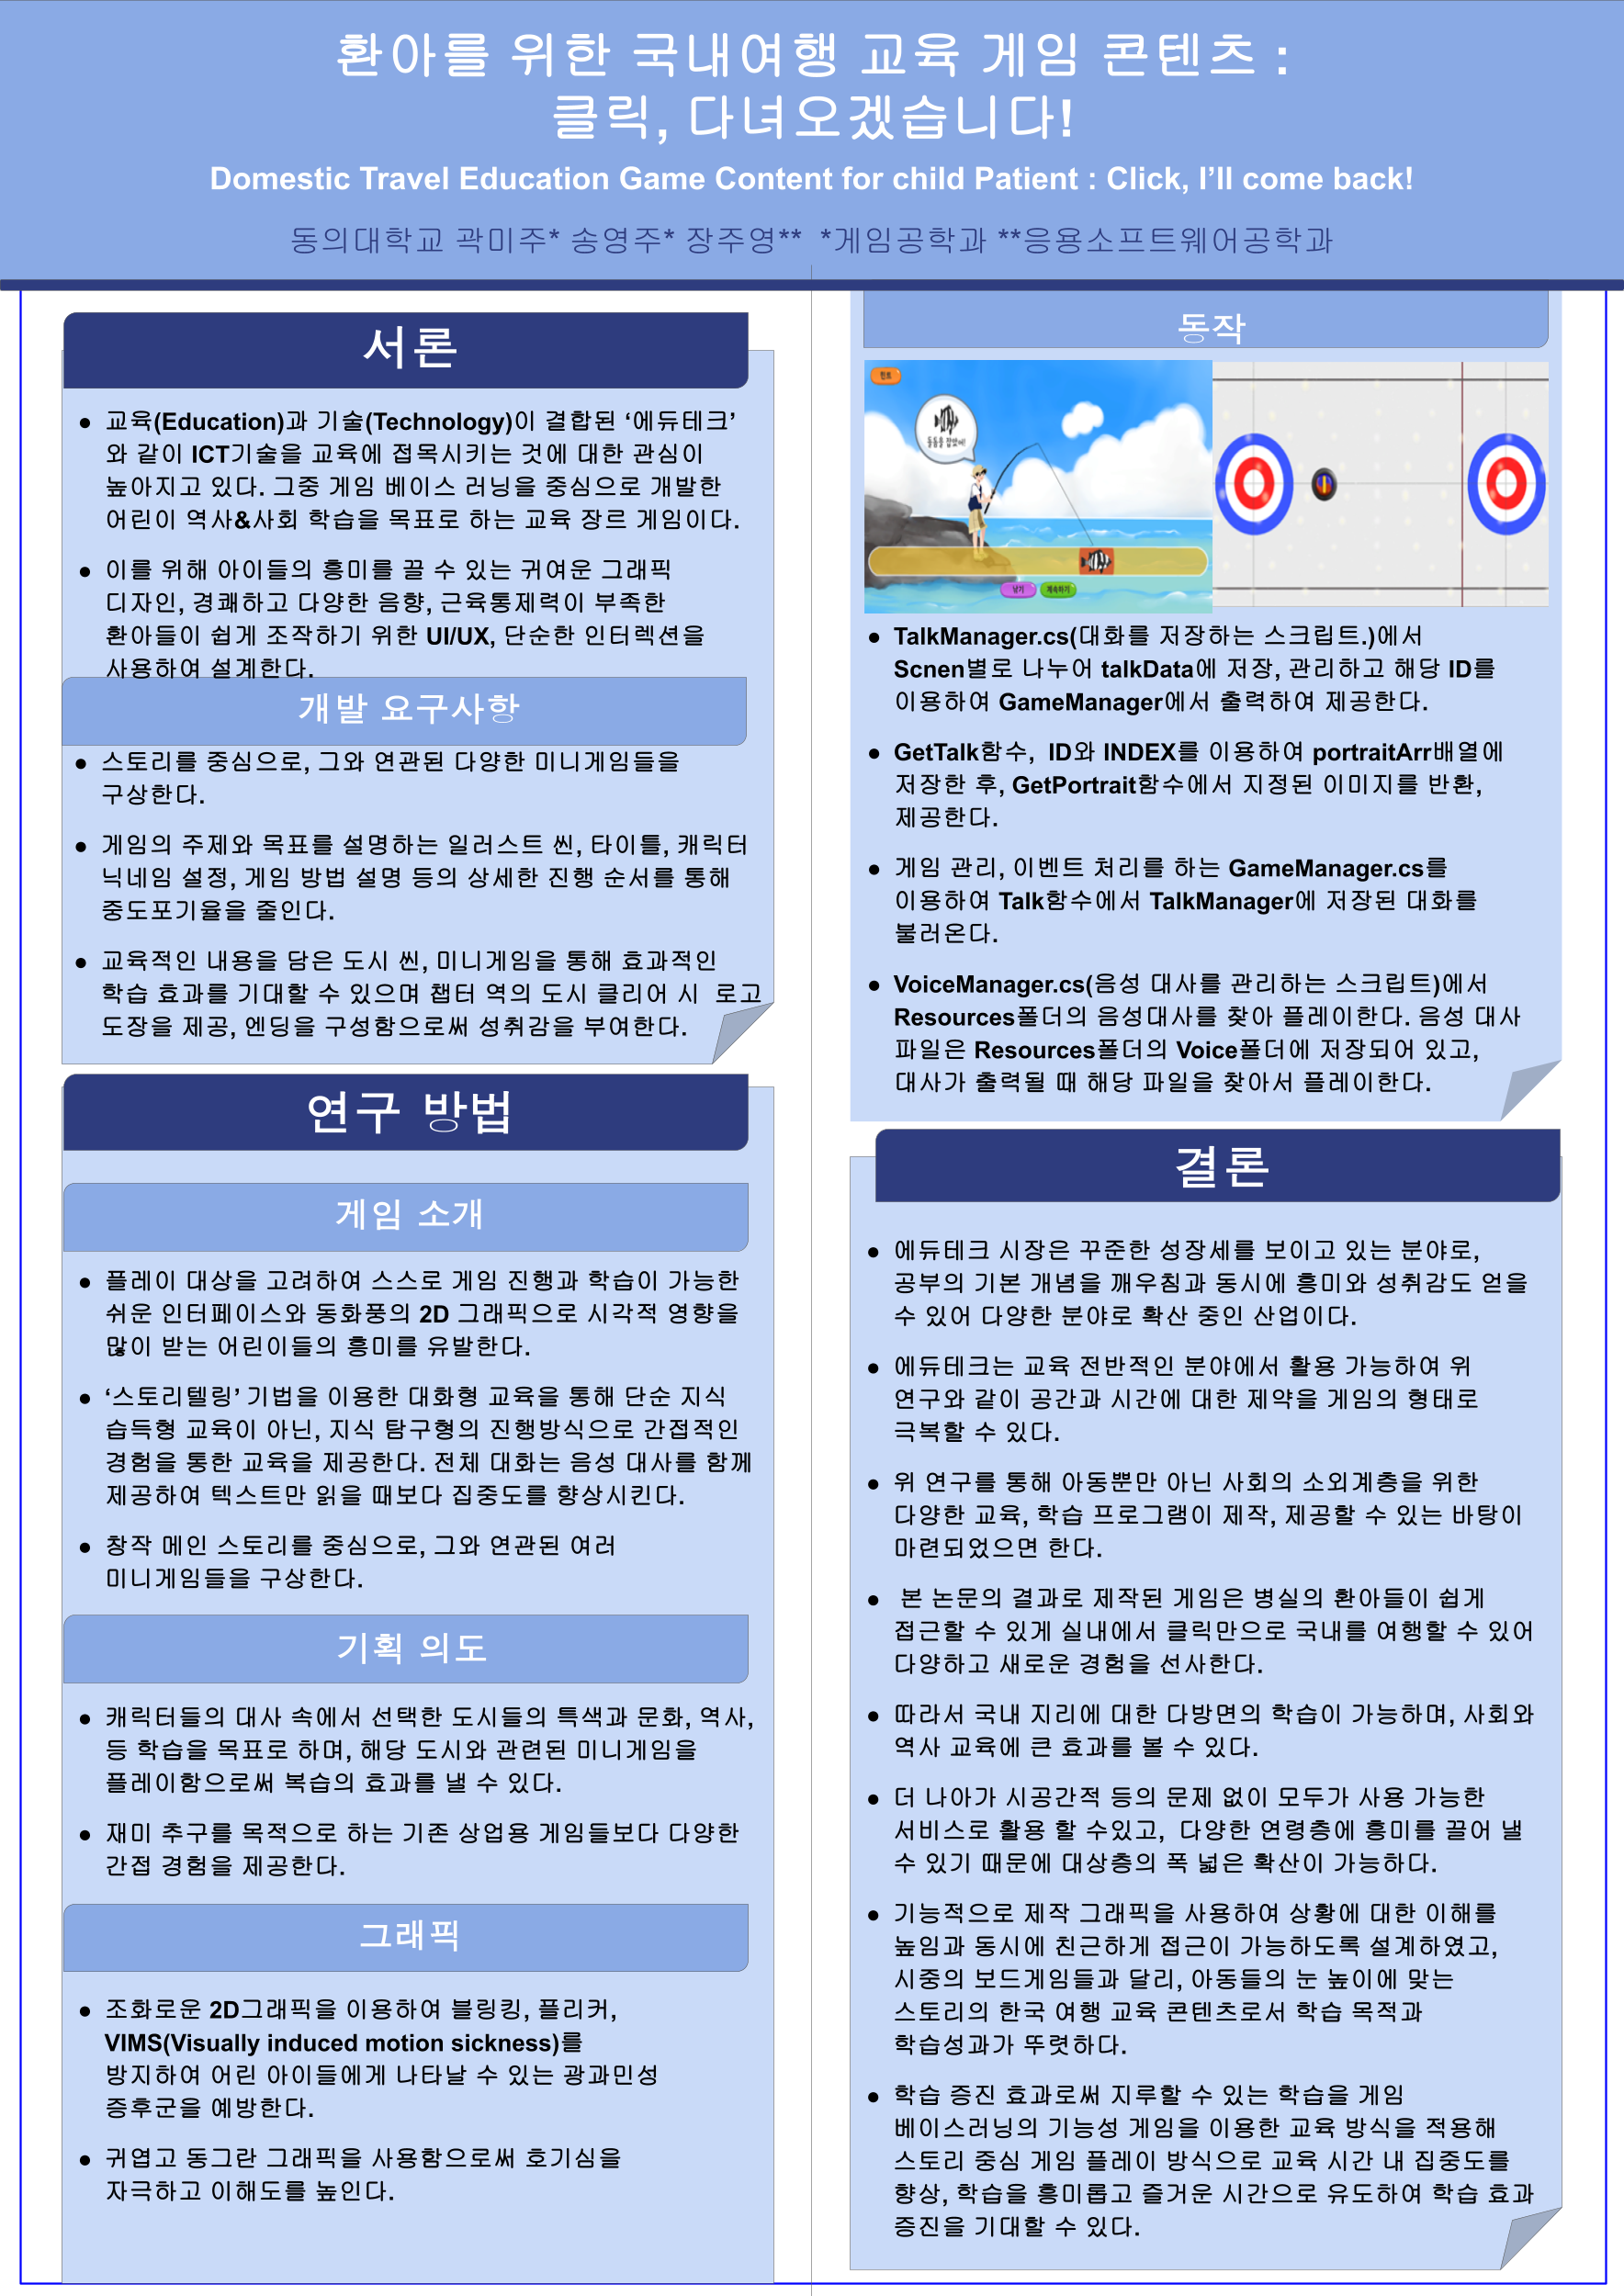 환아를 위한 국내여행 교육 게임 콘텐츠 :
클릭, 다녀오겠습니다!
Domestic Travel Education Game Content for child Patient : Click, I’ll come back!
동의대학교 곽미주* 송영주* 장주영** *게임공학과 **응용소프트웨어공학과
서론
● 교육(Education)과 기술(Technology)이 결합된 ‘에듀테크’
와 같이 ICT기술을 교육에 접목시키는 것에 대한 관심이
높아지고 있다. 그중 게임 베이스 러닝을 중심으로 개발한
어린이 역사&사회 학습을 목표로 하는 교육 장르 게임이다.
● 이를 위해 아이들의 흥미를 끌 수 있는 귀여운 그래픽
디자인, 경쾌하고 다양한 음향, 근육통제력이 부족한
환아들이 쉽게 조작하기 위한 UI/UX, 단순한 인터렉션을
사용하여 설계한다.
개발 요구사항
● 스토리를 중심으로, 그와 연관된 다양한 미니게임들을
구상한다.
● 게임의 주제와 목표를 설명하는 일러스트 씬, 타이틀, 캐릭터
닉네임 설정, 게임 방법 설명 등의 상세한 진행 순서를 통해
중도포기율을 줄인다.
● 교육적인 내용을 담은 도시 씬, 미니게임을 통해 효과적인
학습 효과를 기대할 수 있으며 챕터 역의 도시 클리어 시 로고
도장을 제공, 엔딩을 구성함으로써 성취감을 부여한다.
연구 방법
게임 소개
● 플레이 대상을 고려하여 스스로 게임 진행과 학습이 가능한
쉬운 인터페이스와 동화풍의 2D 그래픽으로 시각적 영향을
많이 받는 어린이들의 흥미를 유발한다.
● ‘스토리텔링’ 기법을 이용한 대화형 교육을 통해 단순 지식
습득형 교육이 아닌, 지식 탐구형의 진행방식으로 간접적인
경험을 통한 교육을 제공한다. 전체 대화는 음성 대사를 함께
제공하여 텍스트만 읽을 때보다 집중도를 향상시킨다.
● 창작 메인 스토리를 중심으로, 그와 연관된 여러
미니게임들을 구상한다.
기획 의도
● 캐릭터들의 대사 속에서 선택한 도시들의 특색과 문화, 역사,
등 학습을 목표로 하며, 해당 도시와 관련된 미니게임을
플레이함으로써 복습의 효과를 낼 수 있다.
● 재미 추구를 목적으로 하는 기존 상업용 게임들보다 다양한
간접 경험을 제공한다.
그래픽
● 조화로운 2D그래픽을 이용하여 블링킹, 플리커,
VIMS(Visually induced motion sickness)를
방지하여 어린 아이들에게 나타날 수 있는 광과민성
증후군을 예방한다.
● 귀엽고 동그란 그래픽을 사용함으로써 호기심을
자극하고 이해도를 높인다.
동작
힌트
돌돔을 잡았어!
낚기
계속하기
● TalkManager.cs(대화를 저장하는 스크립트.)에서
Scnen별로 나누어 talkData에 저장, 관리하고 해당 ID를
이용하여 GameManager에서 출력하여 제공한다.
● GetTalk함수, ID와 INDEX를 이용하여 portraitArr배열에
저장한 후, GetPortrait함수에서 지정된 이미지를 반환,
제공한다.
● 게임 관리, 이벤트 처리를 하는 GameManager.cs를
이용하여 Talk함수에서 TalkManager에 저장된 대화를
불러온다.
● VoiceManager.cs(음성 대사를 관리하는 스크립트)에서
Resources폴더의 음성대사를 찾아 플레이한다. 음성 대사
파일은 Resources폴더의 Voice폴더에 저장되어 있고,
대사가 출력될 때 해당 파일을 찾아서 플레이한다.
결론
● 에듀테크 시장은 꾸준한 성장세를 보이고 있는 분야로,
공부의 기본 개념을 깨우침과 동시에 흥미와 성취감도 얻을
수 있어 다양한 분야로 확산 중인 산업이다.
● 에듀테크는 교육 전반적인 분야에서 활용 가능하여 위
연구와 같이 공간과 시간에 대한 제약을 게임의 형태로
극복할 수 있다.
● 위 연구를 통해 아동뿐만 아닌 사회의 소외계층을 위한
다양한 교육, 학습 프로그램이 제작, 제공할 수 있는 바탕이
마련되었으면 한다.
● 본 논문의 결과로 제작된 게임은 병실의 환아들이 쉽게
접근할 수 있게 실내에서 클릭만으로 국내를 여행할 수 있어
다양하고 새로운 경험을 선사한다.
● 따라서 국내 지리에 대한 다방면의 학습이 가능하며, 사회와
역사 교육에 큰 효과를 볼 수 있다.
● 더 나아가 시공간적 등의 문제 없이 모두가 사용 가능한
서비스로 활용 할 수있고, 다양한 연령층에 흥미를 끌어 낼
수 있기 때문에 대상층의 폭 넓은 확산이 가능하다.
● 기능적으로 제작 그래픽을 사용하여 상황에 대한 이해를
높임과 동시에 친근하게 접근이 가능하도록 설계하였고,
시중의 보드게임들과 달리, 아동들의 눈 높이에 맞는
스토리의 한국 여행 교육 콘텐츠로서 학습 목적과
학습성과가 뚜렷하다.
● 학습 증진 효과로써 지루할 수 있는 학습을 게임
베이스러닝의 기능성 게임을 이용한 교육 방식을 적용해
스토리 중심 게임 플레이 방식으로 교육 시간 내 집중도를
향상, 학습을 흥미롭고 즐거운 시간으로 유도하여 학습 효과
증진을 기대할 수 있다.